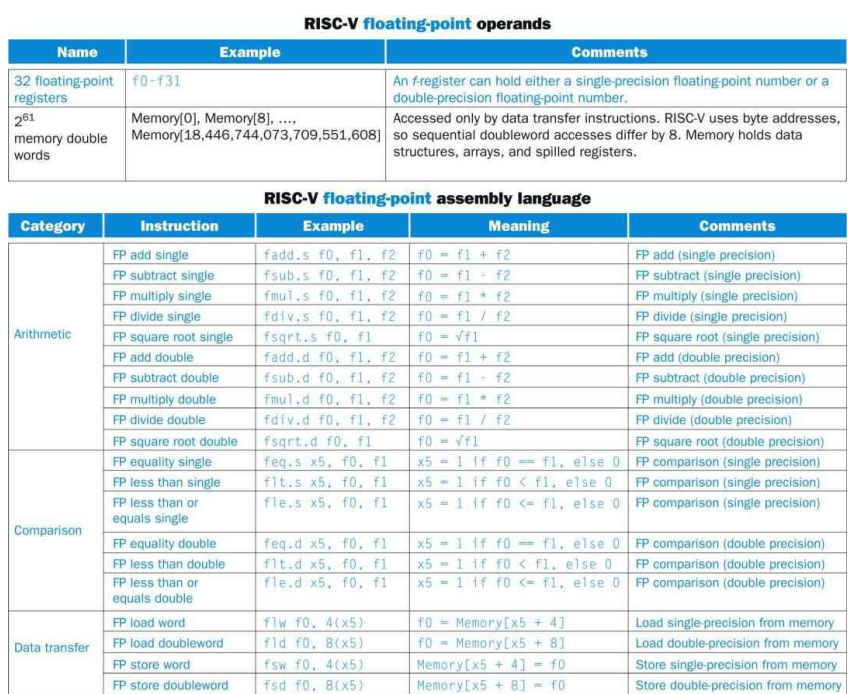 RISC-V floating-point operands
Name Example Comments
32 floating-point f0-f31 An f-register can hold either a single-precision floating-point number or a
registers double-precision floating-point number.
2^61 Memory[0], Memory[8], ..., Accessed only by data transfer instructions. RISC-V uses byte addresses,
memory double Memory[18,446,744,073,709,551,608] so sequential doubleword accesses differ by 8. Memory holds data
words structures, arrays, and spilled registers.
RISC-V floating-point assembly language
Category Instruction Example Meaning Comments
FP add single fadd.s f0, f1, f2 f0 = f1 + f2 FP add (single precision)
FP subtract single fsub.s f0, f1, f2 f0 = f1 - f2 FP subtract (single precision)
FP multiply single fmul.s f0, f1, f2 f0 = f1 * f2 FP multiply (single precision)
FP divide single fdiv.s f0, f1, f2 f0 = f1 / f2 FP divide (single precision)
Arithmetic FP square root single fsqrt.s f0, f1 f0 = √f1 FP square root (single precision)
FP add double fadd.d f0, f1, f2 f0 = f1 + f2 FP add (double precision)
FP subtract double fsub.d f0, f1, f2 f0 = f1 - f2 FP subtract (double precision)
FP multiply double fmul.d f0, f1, f2 f0 = f1 * f2 FP multiply (double precision)
FP divide double fdiv.d f0, f1, f2 f0 = f1 / f2 FP divide (double precision)
FP square root double fsqrt.d f0, f1 f0 = √f1 FP square root (double precision)
FP equality single feq.s x5, f0, f1 x5 = 1 if f0 == f1, else 0 FP comparison (single precision)
FP less than single flt.s x5, f0, f1 x5 = 1 if f0 < f1, else 0 FP comparison (single precision)
FP less than or fle.s x5, f0, f1 x5 = 1 if f0 <= f1, else 0 FP comparison (single precision)
equals single
Comparison
FP equality double feq.d x5, f0, f1 x5 = 1 if f0 == f1, else 0 FP comparison (double precision)
FP less than double flt.d x5, f0, f1 x5 = 1 if f0 < f1, else 0 FP comparison (double precision)
FP less than or fle.d x5, f0, f1 x5 = 1 if f0 <= f1, else 0 FP comparison (double precision)
equals double
FP load word flw f0, 4(x5) f0 = Memory[x5 + 4] Load single-precision from memory
Data transfer FP load doubleword fld f0, 8(x5) f0 = Memory[x5 + 8] Load double-precision from memory
FP store word fsw f0, 4(x5) Memory[x5 + 4] = f0 Store single-precision from memory
FP store doubleword fsd f0, 8(x5) Memory[x5 + 8] = f0 Store double-precision from memory